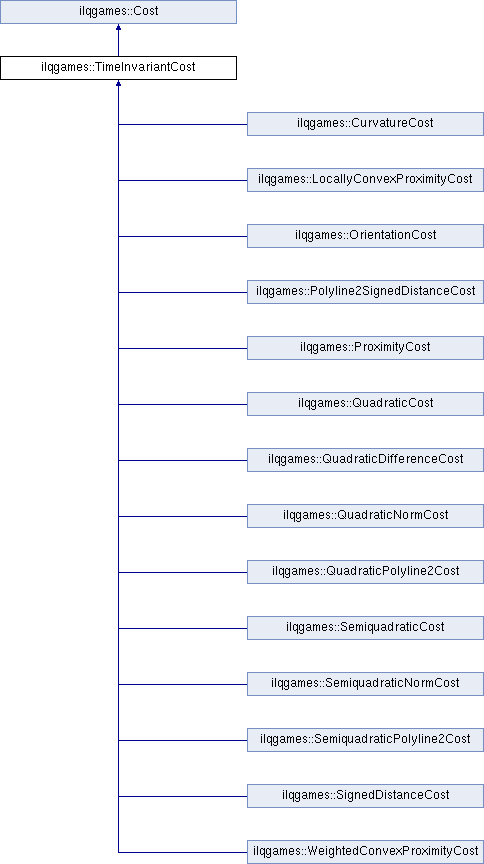 ilqgames::Cost
ilqgames::TimeInvariantCost
ilqgames::CurvatureCost
ilqgames::LocallyConvexProximityCost
ilqgames::OrientationCost
ilqgames::Polyline2SignedDistanceCost
ilqgames::ProximityCost
ilqgames::QuadraticCost
ilqgames::QuadraticDifferenceCost
ilqgames::QuadraticNormCost
ilqgames::QuadraticPolyline2Cost
ilqgames::SemiquadraticCost
ilqgames::SemiquadraticNormCost
ilqgames::SemiquadraticPolyline2Cost
ilqgames::SignedDistanceCost
ilqgames::WeightedConvexProximityCost